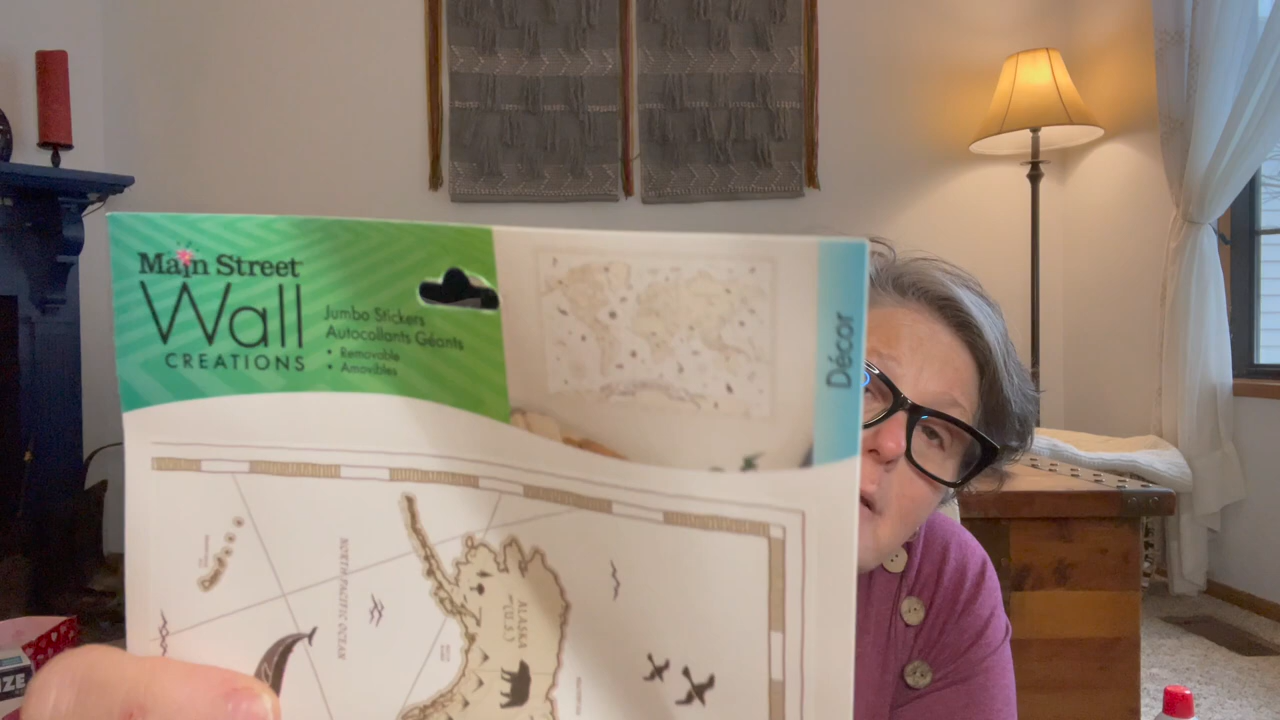 Main Street
Wall
CREATIONS
Jumbo Stickers
Autocollants Géants
• Removable
• Amovibles
Décor
NORTH PACIFIC OCEAN
ALASKA
(U.S.)